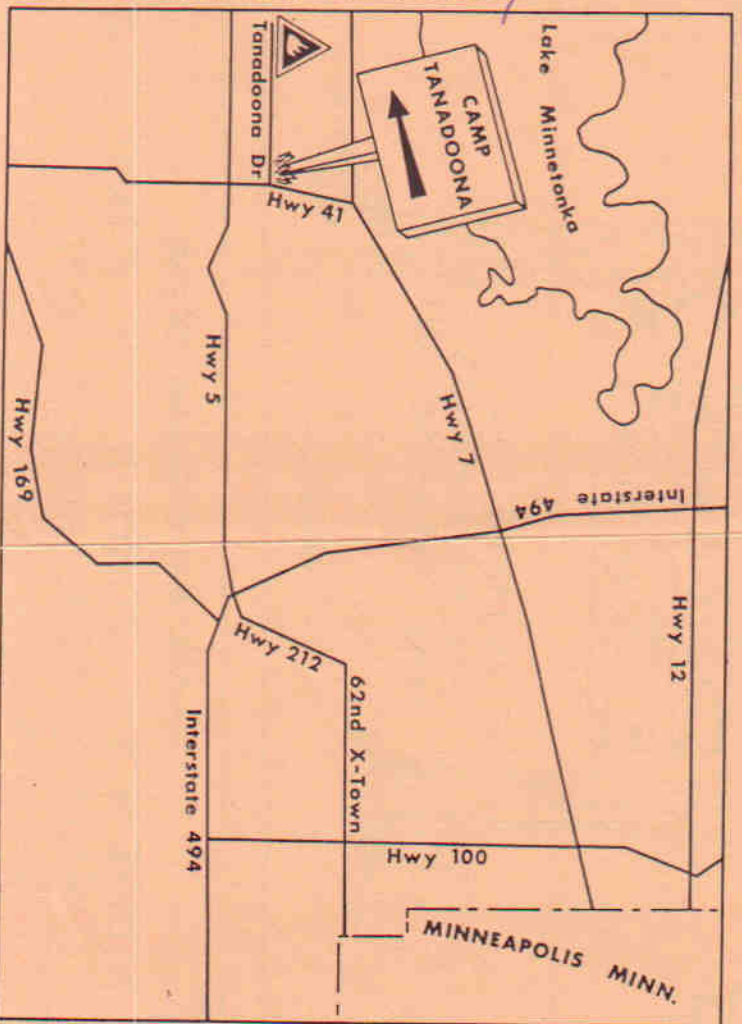 Lake Minnetonka
CAMP
TANADOONA
Tanadoona Dr
Hwy 41
Hwy 7
Hwy 5
Hwy 169
Interstate 494
Hwy 12
Hwy 212
62nd X-Town
Interstate 494
Hwy 100
MINNEAPOLIS MINN.